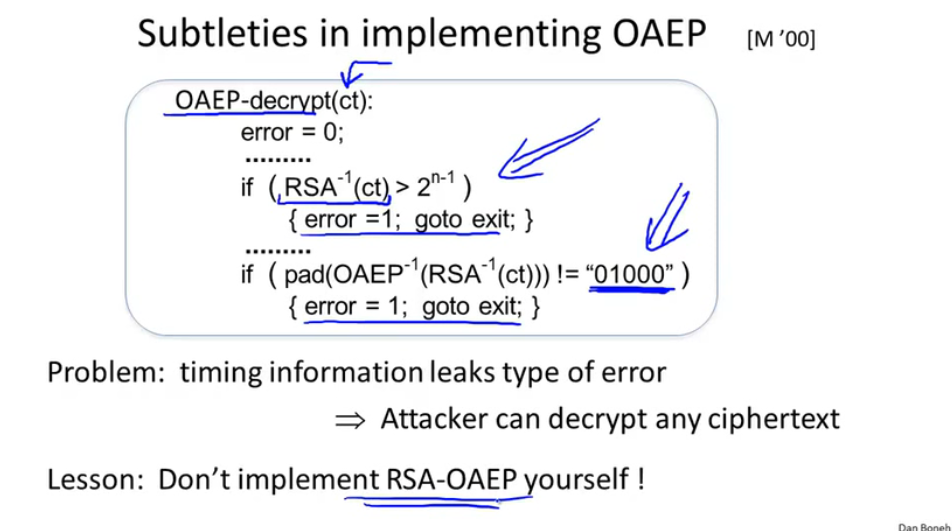 Subtleties in implementing OAEP [M ’00]
OAEP-decrypt(ct):
error = 0;
.........
if ( RSA⁻¹(ct) > 2ⁿ⁻¹ )
{ error =1; goto exit; }
.........
if ( pad(OAEP⁻¹(RSA⁻¹(ct))) != “01000” )
{ error = 1; goto exit; }
Problem: timing information leaks type of error
⇒ Attacker can decrypt any ciphertext
Lesson: Don’t implement RSA-OAEP yourself !
Dan Boneh